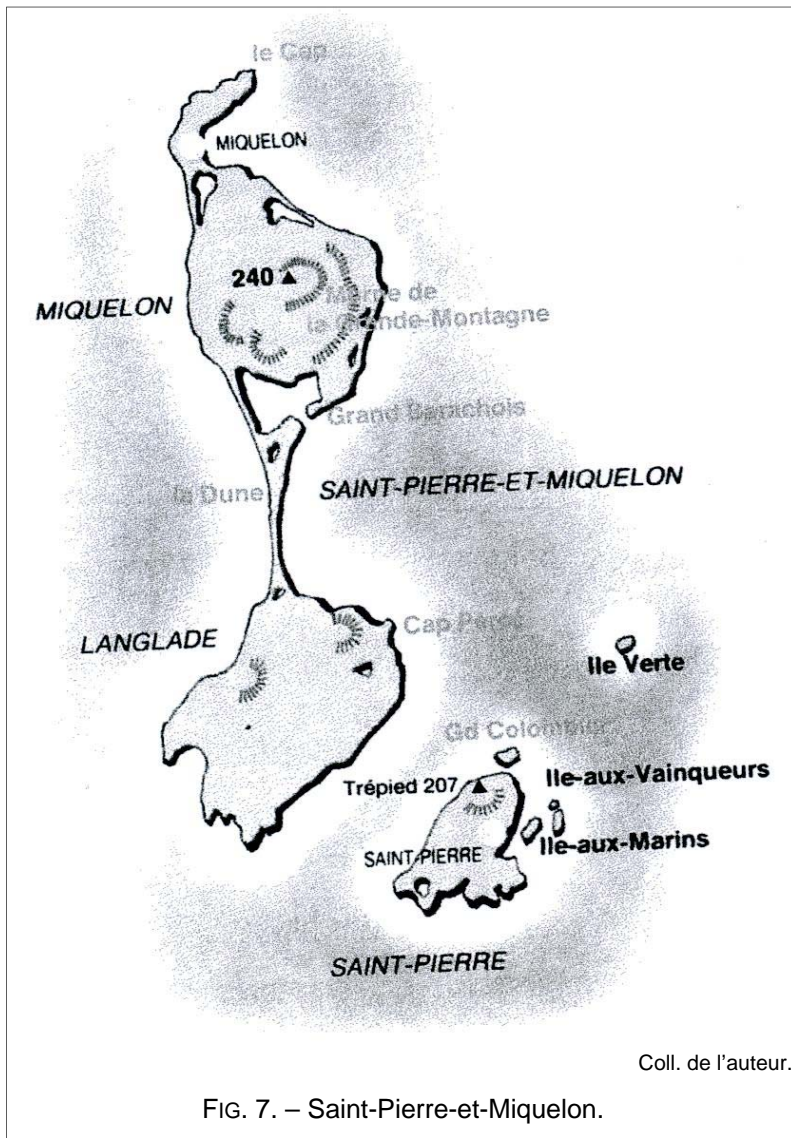 le Cap
MIQUELON
240
MIQUELON
Morne de
la Grande-Montagne
Grand Barachois
la Dune
SAINT-PIERRE-ET-MIQUELON
LANGLADE
Cap Percé
Ile Verte
Gd Colombier
Trépied 207
Ile-aux-Vainqueurs
SAINT-PIERRE
Ile-aux-Marins
SAINT-PIERRE
Coll. de l'auteur.
FIG. 7. – Saint-Pierre-et-Miquelon.